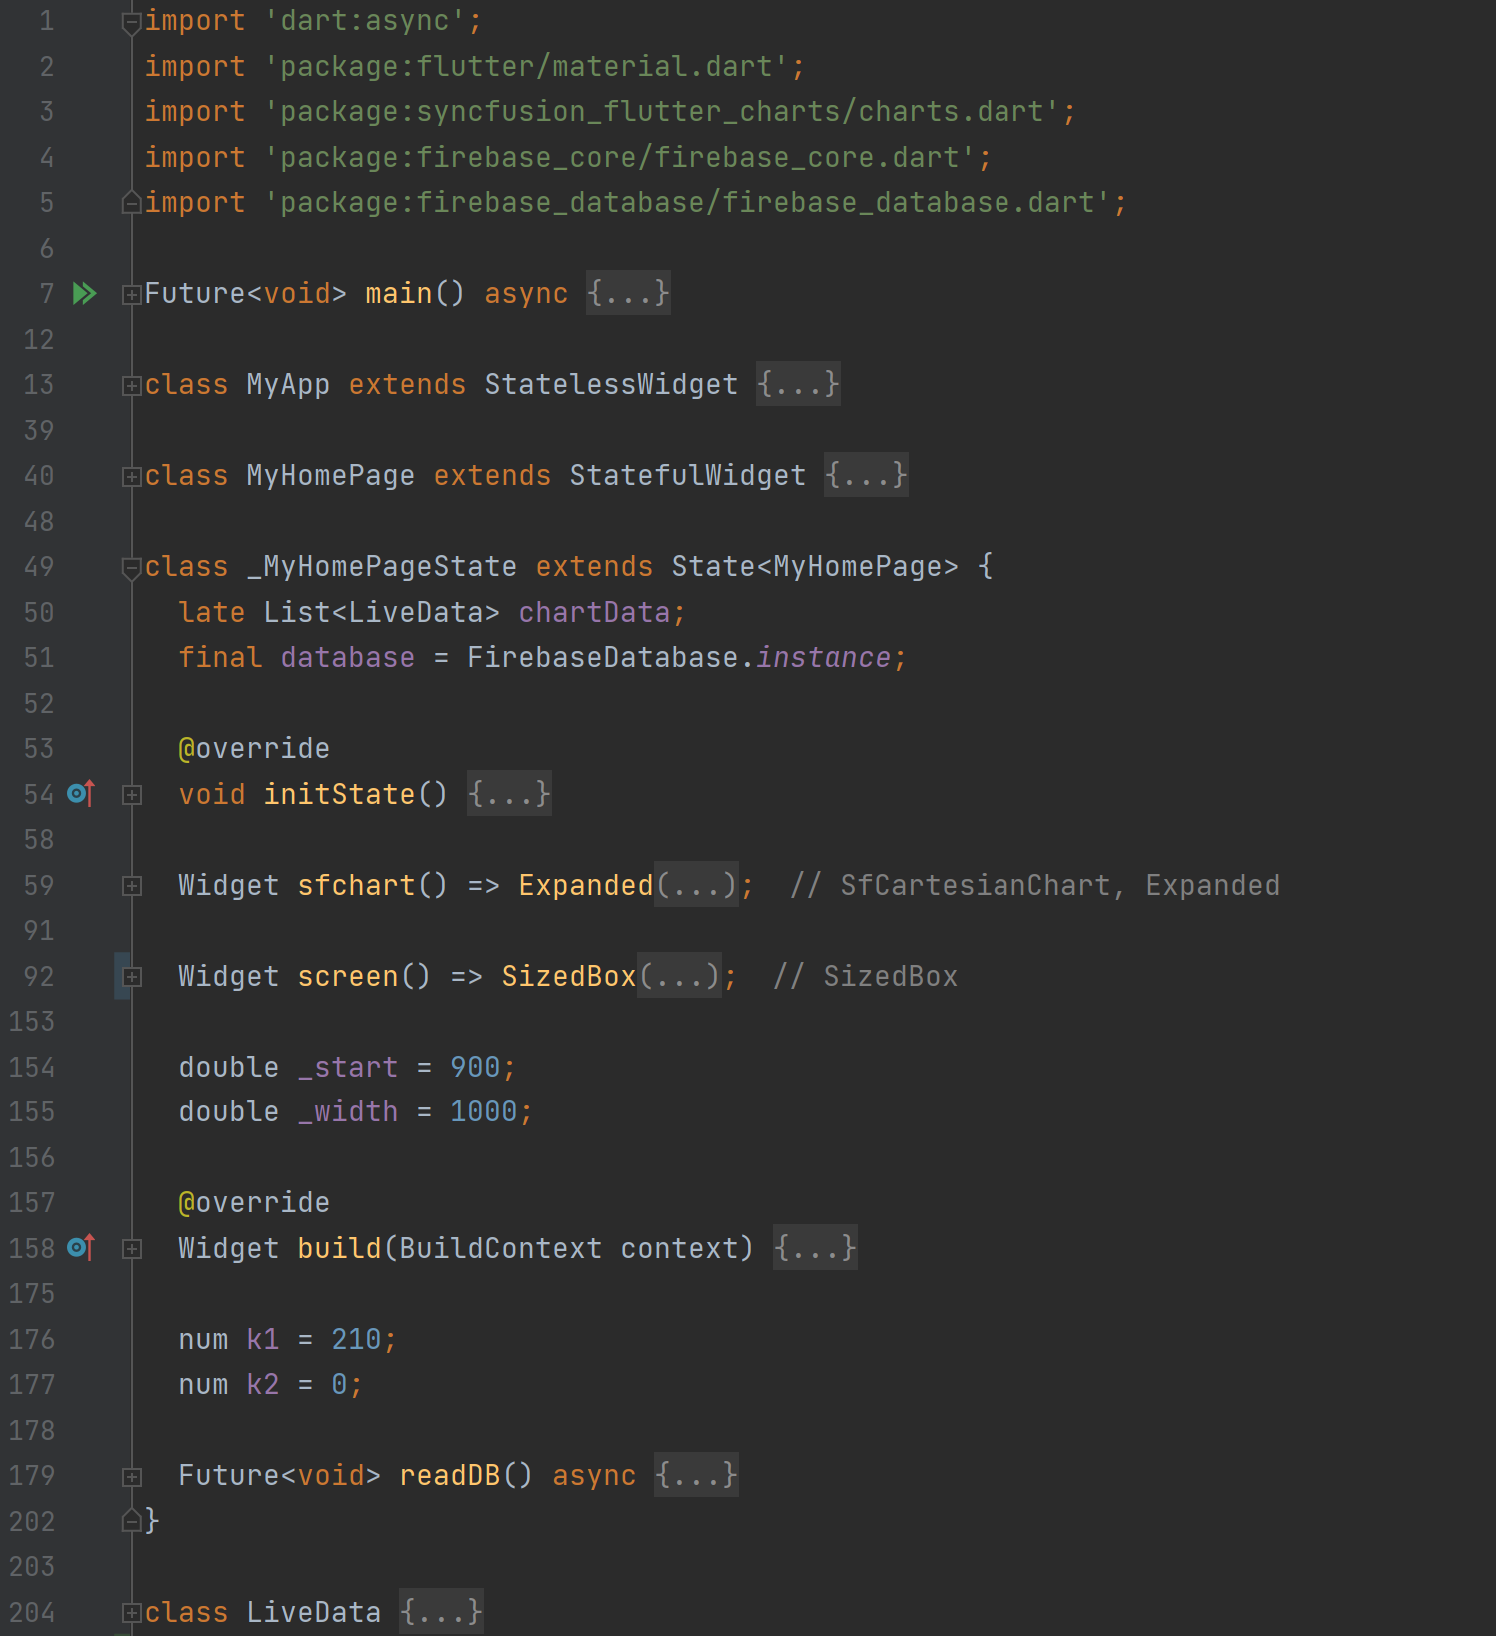 1 import 'dart:async';
2 import 'package:flutter/material.dart';
3 import 'package:syncfusion_flutter_charts/charts.dart';
4 import 'package:firebase_core/firebase_core.dart';
5 import 'package:firebase_database/firebase_database.dart';
6
7 Future<void> main() async {...}
12
13 class MyApp extends StatelessWidget {...}
39
40 class MyHomePage extends StatefulWidget {...}
48
49 class _MyHomePageState extends State<MyHomePage> {
50   late List<LiveData> chartData;
51   final database = FirebaseDatabase.instance;
52
53   @override
54   void initState() {...}
58
59   Widget sfchart() => Expanded(...);  // SfCartesianChart, Expanded
91
92   Widget screen() => SizedBox(...);  // SizedBox
153
154   double _start = 900;
155   double _width = 1000;
156
157   @override
158   Widget build(BuildContext context) {...}
175
176   num k1 = 210;
177   num k2 = 0;
178
179   Future<void> readDB() async {...}
202 }
203
204 class LiveData {...}